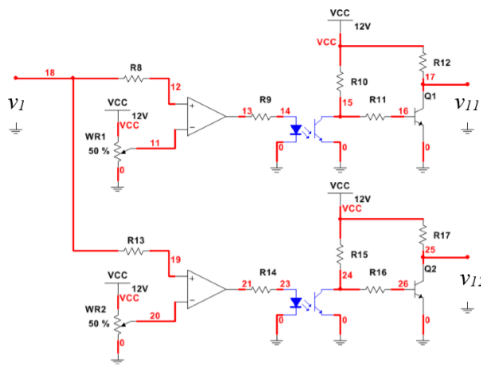 VCC
12V
VCC
R12
18
R8
17
v1
12
R10
v11
VCC
15
R11
16
Q1
12V
13
R9
14
VCC
WR1
11
50 %
0
0
0
0
VCC
12V
VCC
R17
R13
R15
25
19
24
R16
26
Q2
VCC
v12
12V
21
R14
23
VCC
WR2
20
50 %
0
0
0
0